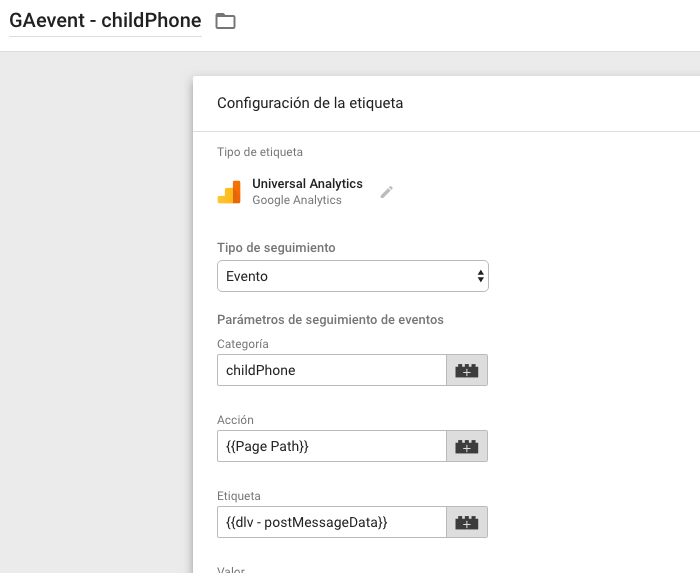 GAevent - childPhone
Configuración de la etiqueta
Tipo de etiqueta
Universal Analytics
Google Analytics
Tipo de seguimiento
Evento
Parámetros de seguimiento de eventos
Categoría
childPhone
Acción
{{Page Path}}
Etiqueta
{{dlv - postMessageData}}
Valor